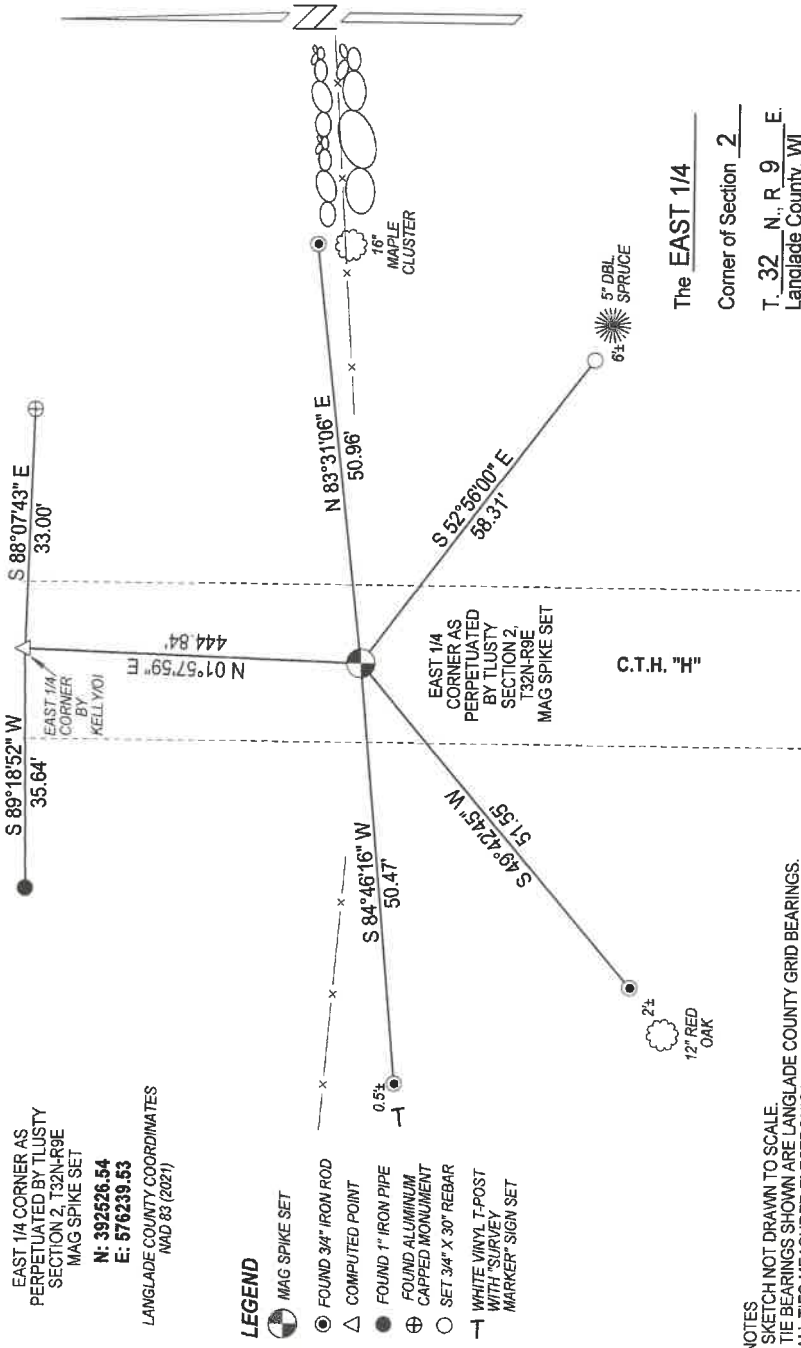 EAST 1/4 CORNER AS
PERPETUATED BY TLUSTY
SECTION 2, T32N-R9E
MAG SPIKE SET
N: 392526.54
E: 576239.53
LANGLADE COUNTY COORDINATES
NAD 83 (2021)
LEGEND
MAG SPIKE SET
FOUND 3/4" IRON ROD
COMPUTED POINT
FOUND 1" IRON PIPE
FOUND ALUMINUM
CAPPED MONUMENT
SET 3/4" X 30" REBAR
WHITE VINYL T-POST
WITH "SURVEY
MARKER" SIGN SET
S 89°18'52" W
35.64'
S 88°07'43" E
33.00'
EAST 1/4
CORNER
BY
KELLY/OI
N 01°57'59" E
444.84'
N 83°31'06" E
50.96'
16"
MAPLE
CLUSTER
S 84°46'16" W
50.47'
0.5'±
S 52°56'00" E
58.31'
6'±
5" DBL.
SPRUCE
S 49°42'45" W
51.55'
2'±
12" RED
OAK
EAST 1/4
CORNER AS
PERPETUATED
BY TLUSTY
SECTION 2,
T32N-R9E
MAG SPIKE SET
C.T.H. "H"
The EAST 1/4
Corner of Section 2
T. 32 N., R 9 E.
Langlade County, WI
NOTES
SKETCH NOT DRAWN TO SCALE.
TIE BEARINGS SHOWN ARE LANGLADE COUNTY GRID BEARINGS.